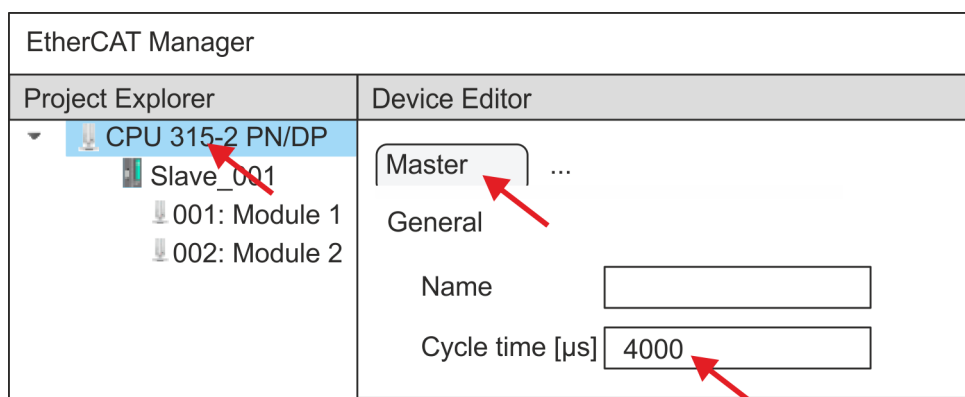 EtherCAT Manager
Project Explorer
CPU 315-2 PN/DP
Slave_001
001: Module 1
002: Module 2
Device Editor
Master ...
General
Name
Cycle time [µs] 4000